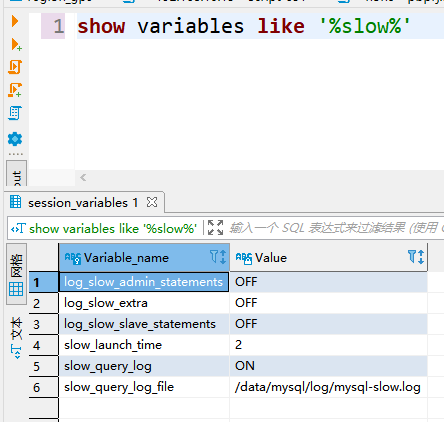 1 show variables like '%slow%'
session_variables 1
show variables like '%slow%' 输入一个 SQL 表达式来过滤结果 (使用
网格
文本
Variable_name Value
1 log_slow_admin_statements OFF
2 log_slow_extra OFF
3 log_slow_slave_statements OFF
4 slow_launch_time 2
5 slow_query_log ON
6 slow_query_log_file /data/mysql/log/mysql-slow.log